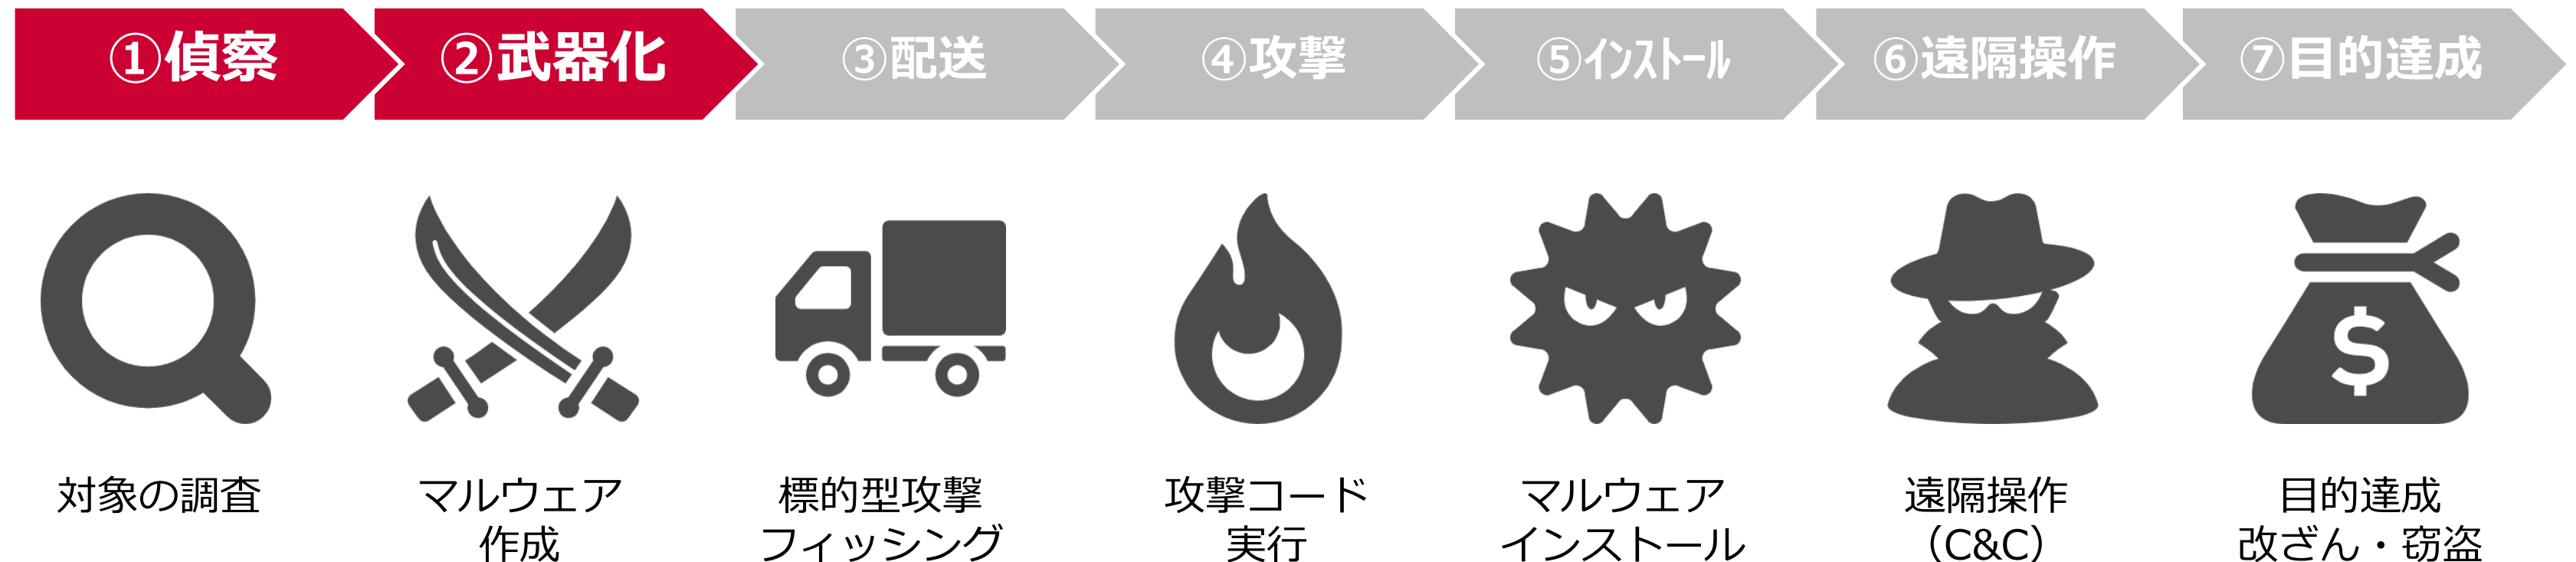 ①偵察
②武器化
③配送
④攻撃
⑤ｲﾝｽﾄｰﾙ
⑥遠隔操作
⑦目的達成
対象の調査
マルウェア
作成
標的型攻撃
フィッシング
攻撃コード
実行
マルウェア
インストール
遠隔操作
（C&C）
$
目的達成
改ざん・窃盗